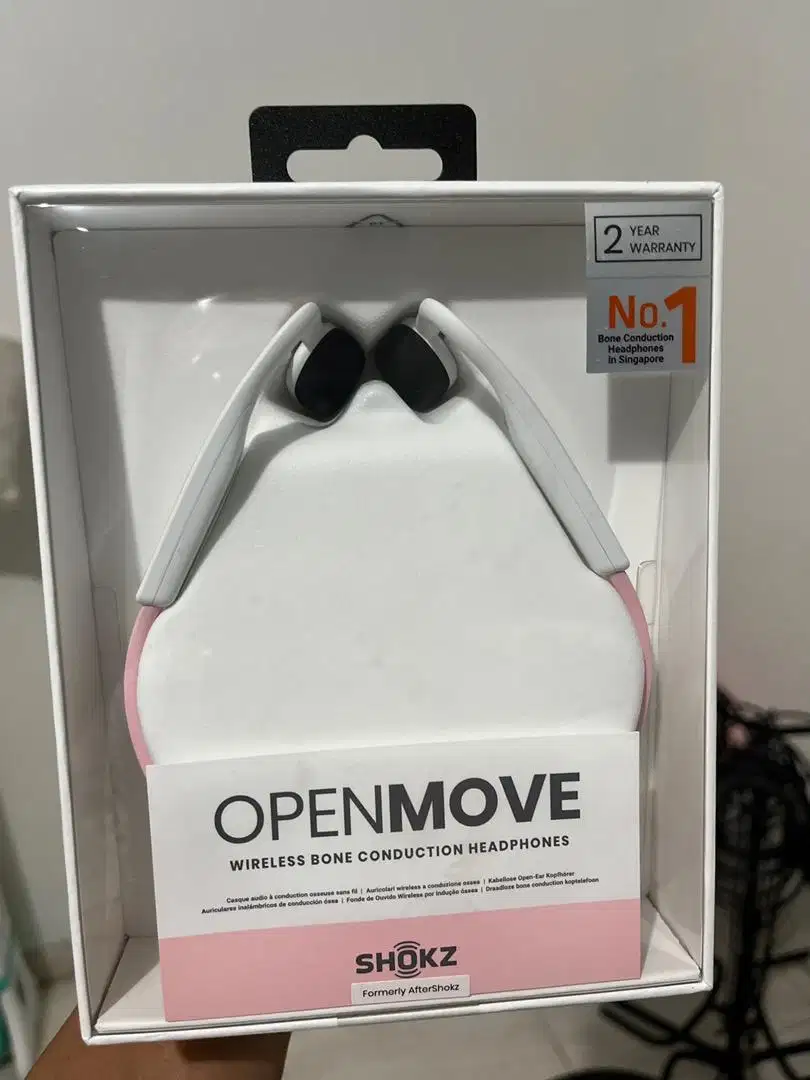 2 YEAR
WARRANTY
No.1
Bone Conduction
Headphones
In Singapore
OPENMOVE
WIRELESS BONE CONDUCTION HEADPHONES
Casque audio à conduction osseuse sans fil | Auricolari wireless a conduzione ossea | Kabellose Open-Ear Kopfhörer
Auriculares inalámbricos de conducción ósea | Fonde de Ouvido Wireless por indução óssea | Draadloze bone conduction koptelefoon
SHOKZ
Formerly AfterShokz